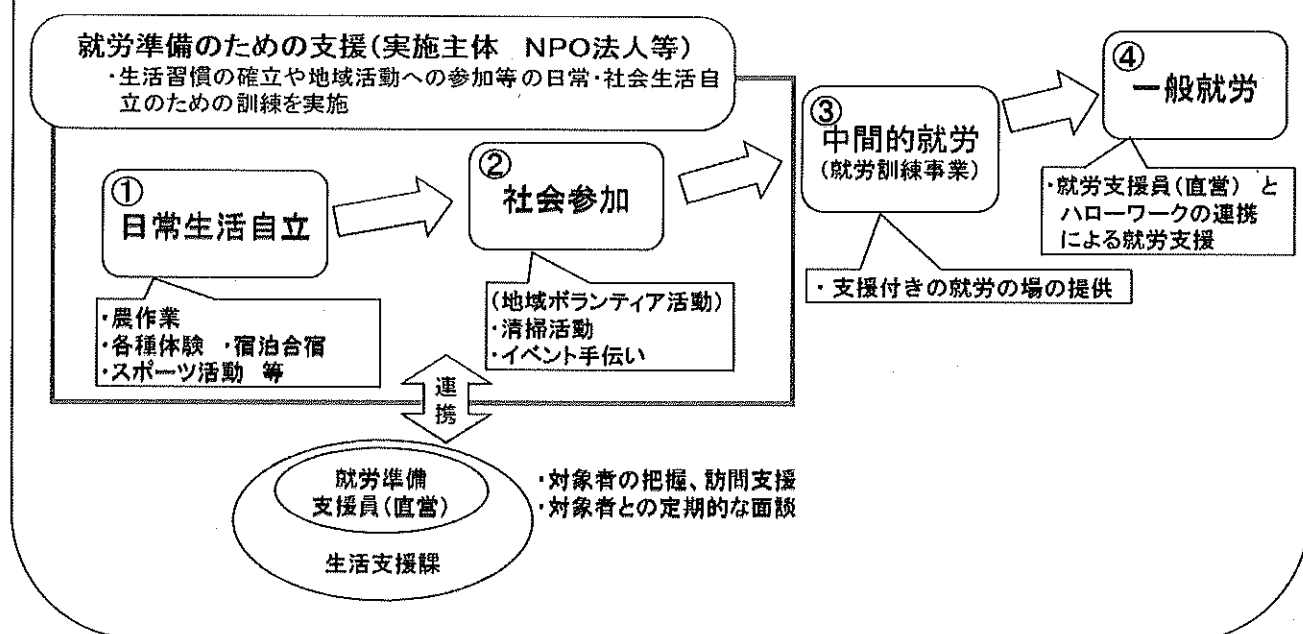 就労準備のための支援(実施主体　NPO法人等)
・生活習慣の確立や地域活動への参加等の日常・社会生活自
立のための訓練を実施
①
日常生活自立
・農作業
・各種体験　・宿泊合宿
・スポーツ活動　等
②
社会参加
(地域ボランティア活動)
・清掃活動
・イベント手伝い
③
中間的就労
(就労訓練事業)
・支援付きの就労の場の提供
④
一般就労
・就労支援員(直営)　と
ハローワークの連携
による就労支援
連
携
就労準備
支援員(直営)
生活支援課
・対象者の把握、訪問支援
・対象者との定期的な面談